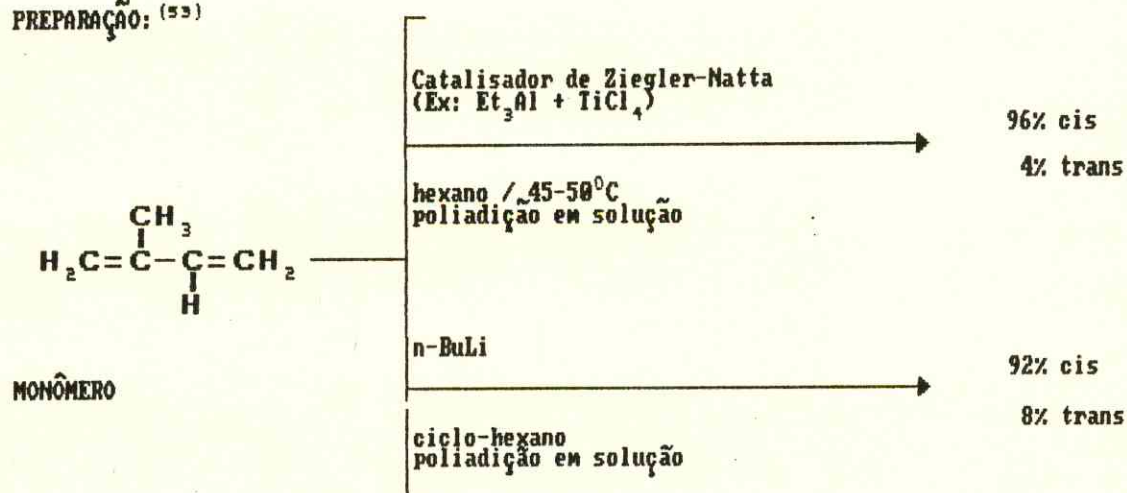 PREPARAÇÃO: (53)
Catalisador de Ziegler-Natta
(Ex: Et₃Al + TiCl₄)
96% cis
4% trans
hexano / ~45-50⁰C
poliadição em solução
CH₃
H₂C=C-C=CH₂
H
n-BuLi
92% cis
MONÔMERO
8% trans
ciclo-hexano
poliadição em solução